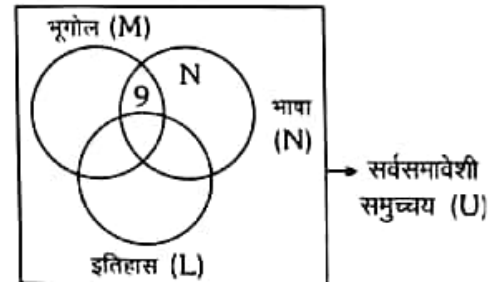 भूगोल (M)
N
9
भाषा
(N)
सर्वसमावेशी
समुच्चय (U)
इतिहास (L)